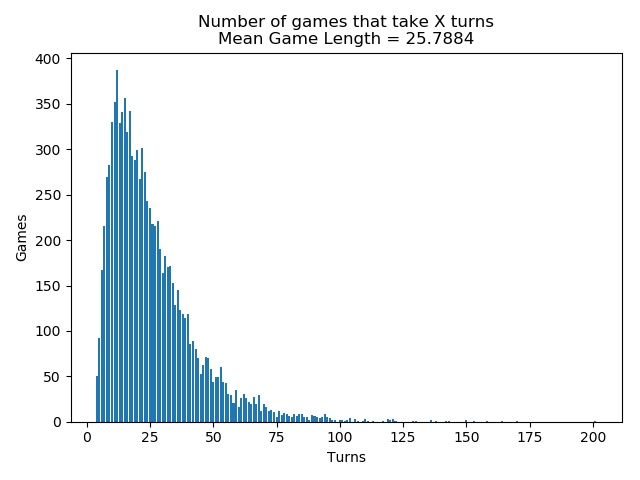 Number of games that take X turns
Mean Game Length = 25.7884
400
350
300
250
200
150
100
50
0
Games
0 25 50 75 100 125 150 175 200
Turns